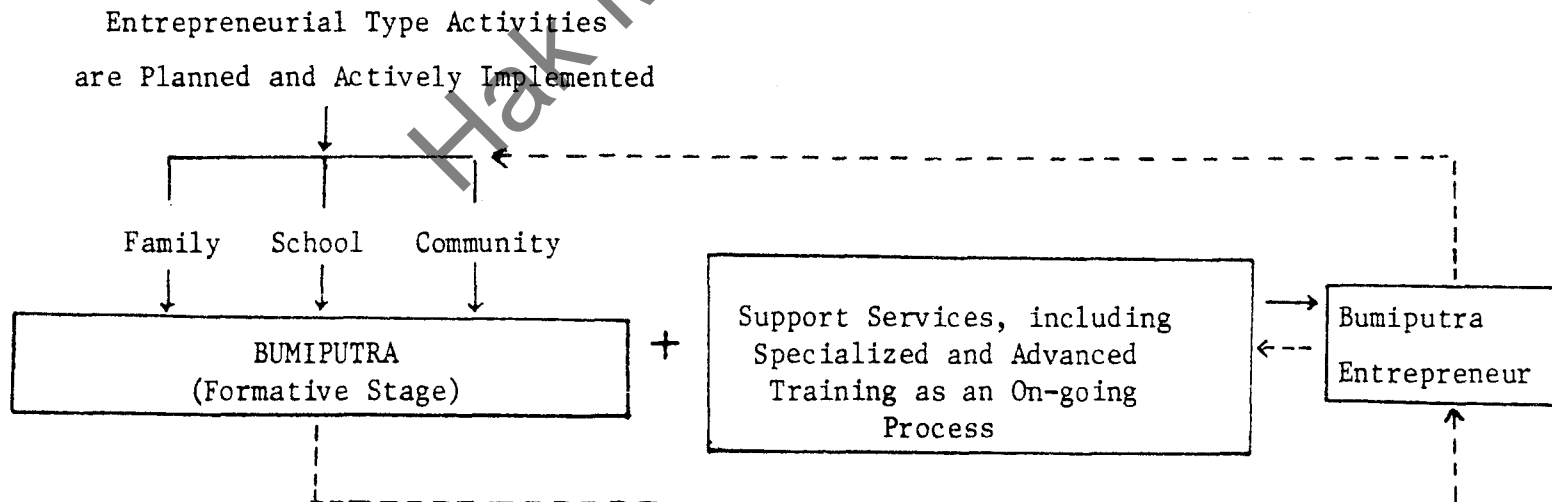 Entrepreneurial Type Activities
are Planned and Actively Implemented
Family School Community
BUMIPUTRA
(Formative Stage)
+
Support Services, including
Specialized and Advanced
Training as an On-going
Process
Bumiputra
Entrepreneur
Hak